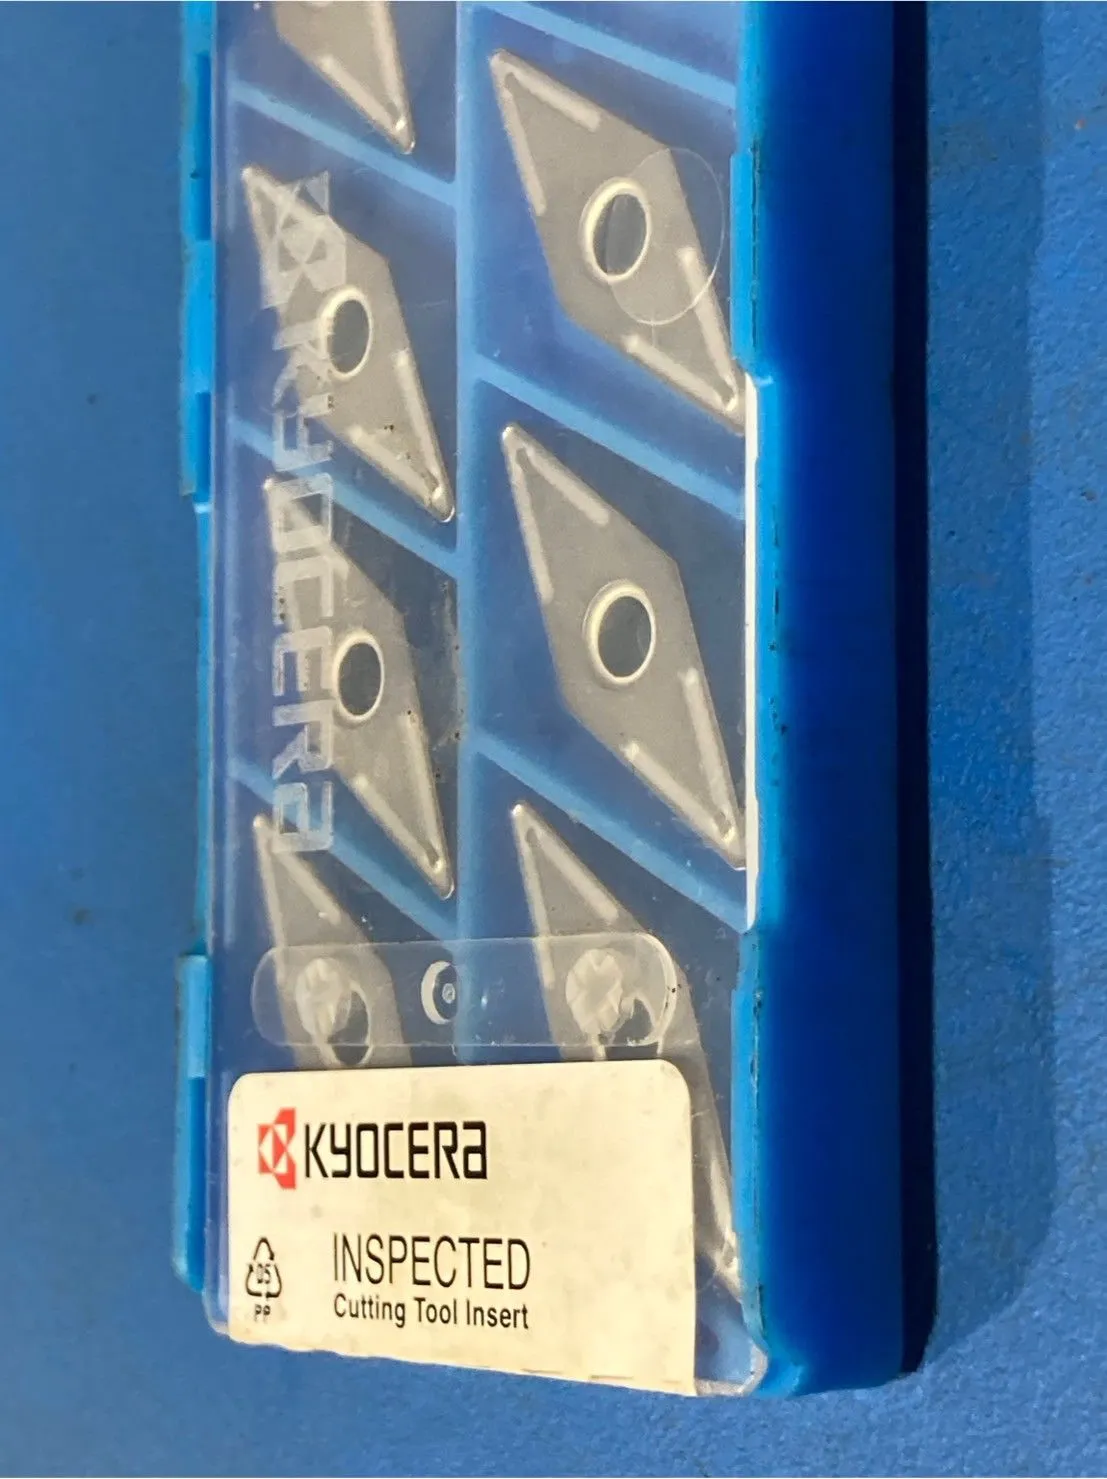 KYOCERA
KYOCERA
INSPECTED
Cutting Tool Insert
05
PP